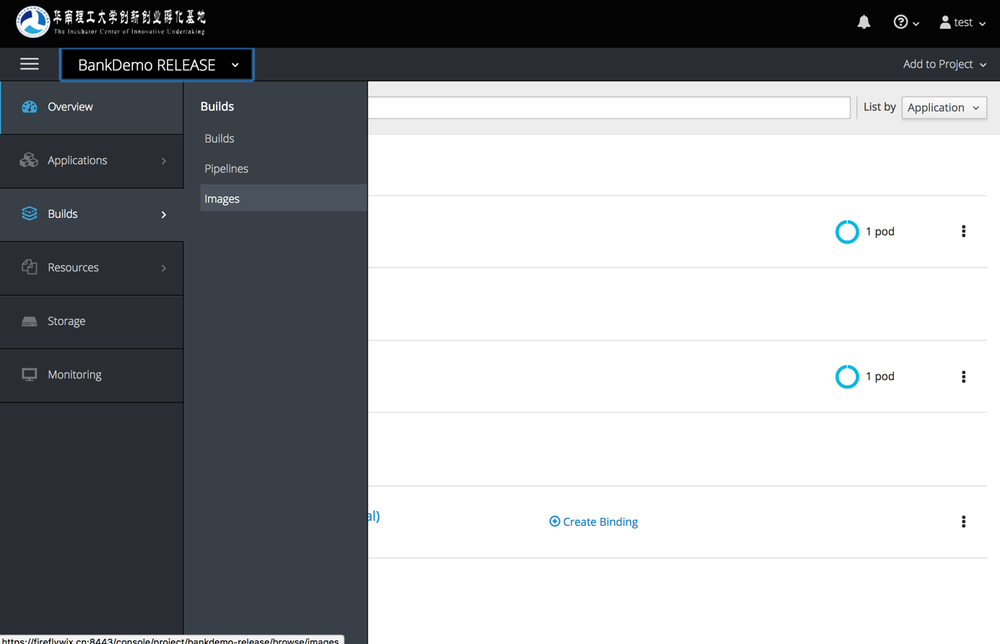 华南理工大学创新创业孵化基地
The Incubator Center of Innovative Undertaking
test
BankDemo RELEASE
Add to Project
Overview
Applications
Builds
Resources
Storage
Monitoring
Builds
Builds
Pipelines
Images
List by
Application
1 pod
1 pod
al)
Create Binding
https://fireflywix.cn:8443/console/project/bankdemo-release/browse/images